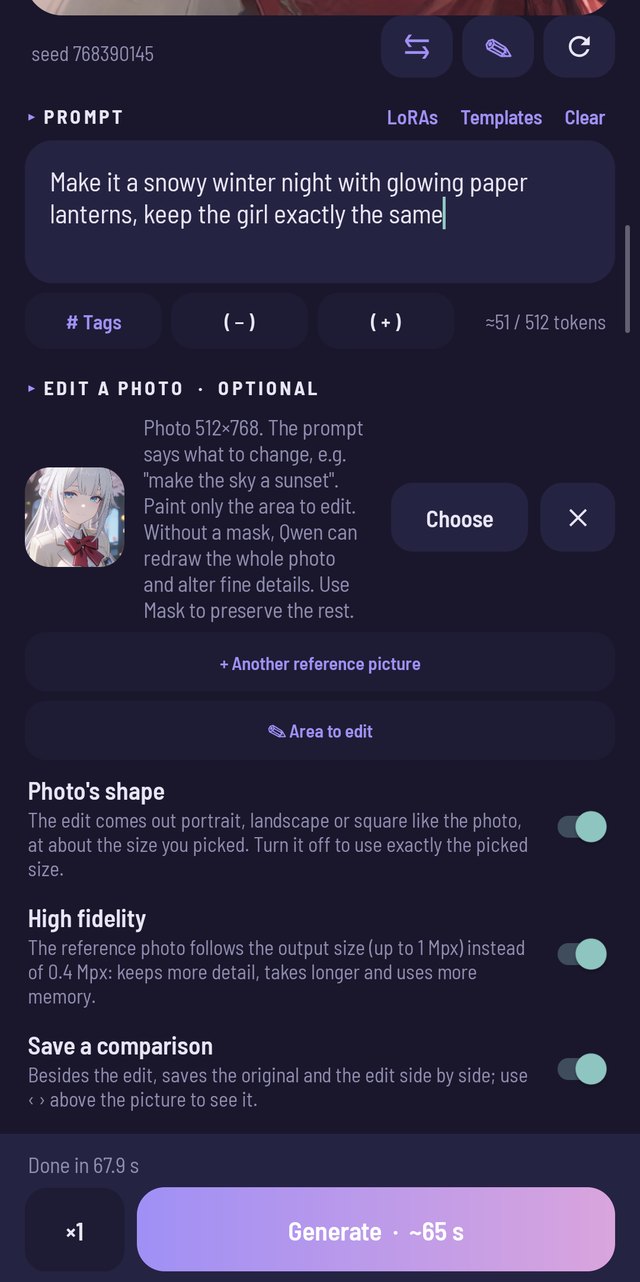 seed 768390145
PROMPT
LoRAs Templates Clear
Make it a snowy winter night with glowing paper
lanterns, keep the girl exactly the same
# Tags
( – )
( + )
≈51 / 512 tokens
EDIT A PHOTO · OPTIONAL
Photo 512×768. The prompt
says what to change, e.g.
"make the sky a sunset".
Paint only the area to edit.
Without a mask, Qwen can
redraw the whole photo
and alter fine details. Use
Mask to preserve the rest.
Choose
+ Another reference picture
✎ Area to edit
Photo's shape
The edit comes out portrait, landscape or square like the photo,
at about the size you picked. Turn it off to use exactly the picked
size.
High fidelity
The reference photo follows the output size (up to 1 Mpx) instead
of 0.4 Mpx: keeps more detail, takes longer and uses more
memory.
Save a comparison
Besides the edit, saves the original and the edit side by side; use
‹ › above the picture to see it.
Done in 67.9 s
×1
Generate · ~65 s